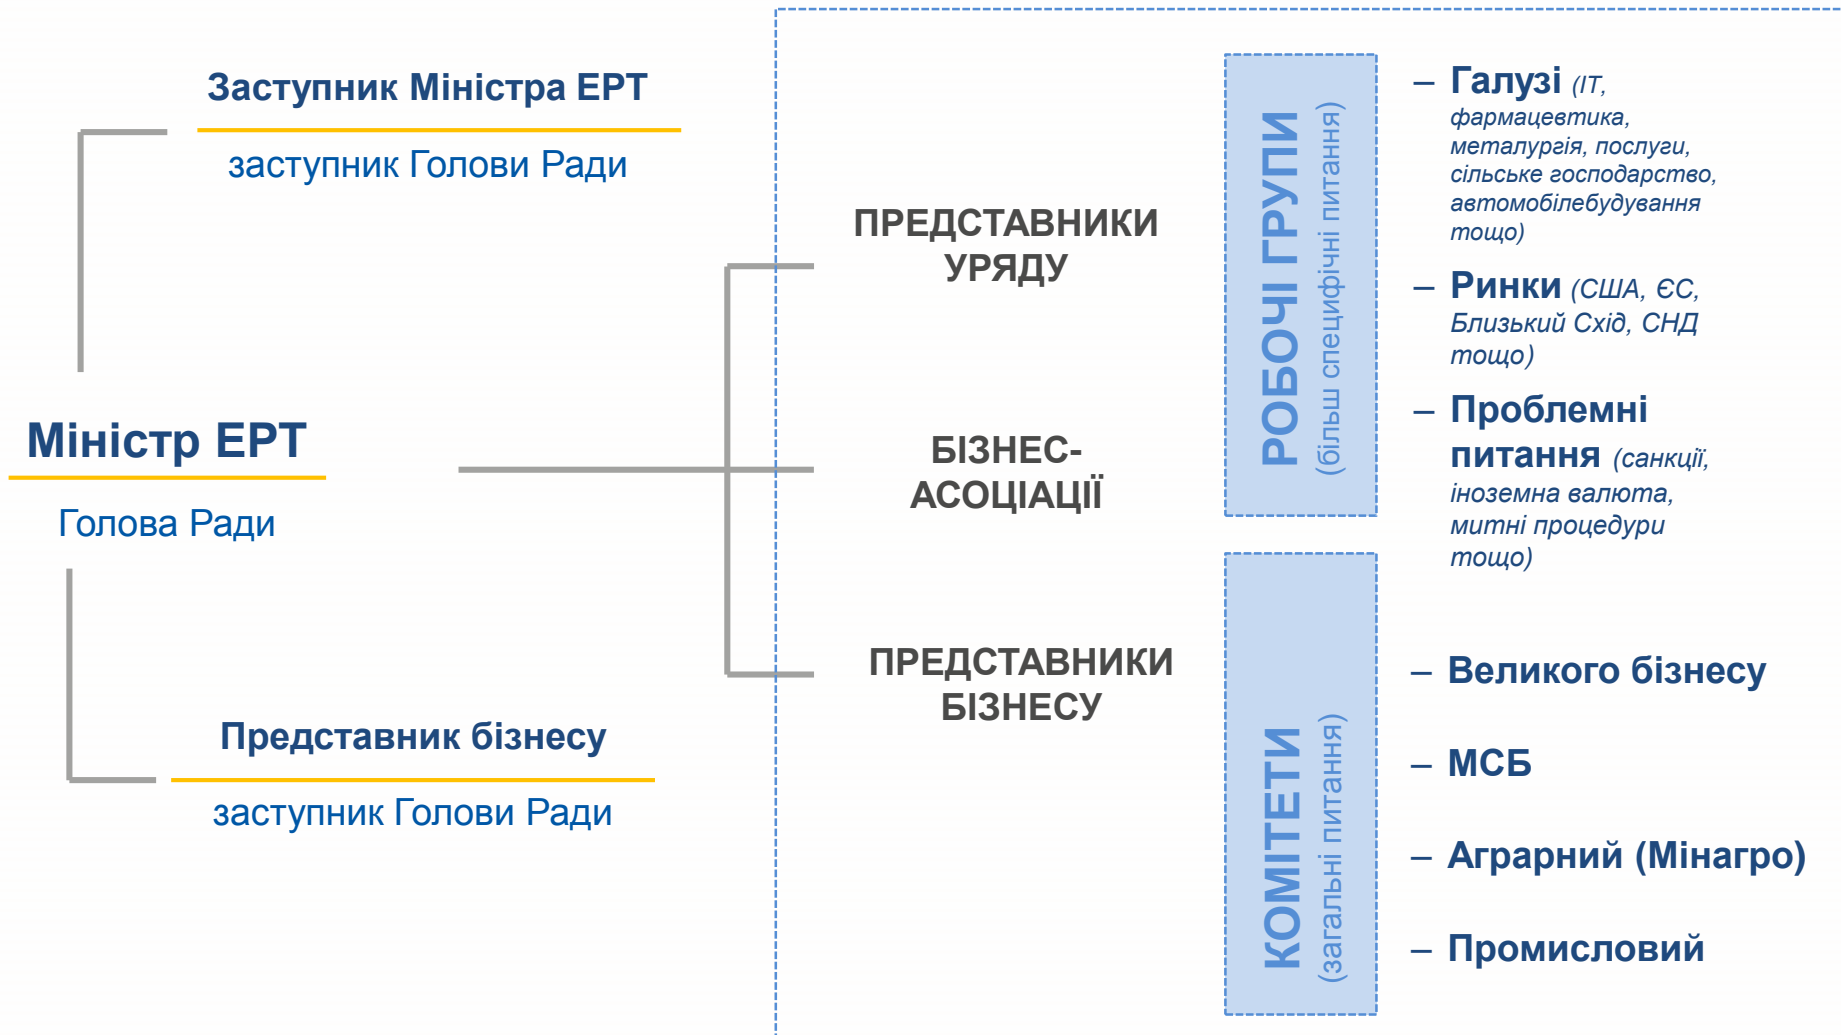 Заступник Міністра ЕРТ
заступник Голови Ради
Міністр ЕРТ
Голова Ради
Представник бізнесу
заступник Голови Ради
ПРЕДСТАВНИКИ
УРЯДУ
БІЗНЕС-
АСОЦІАЦІЇ
ПРЕДСТАВНИКИ
БІЗНЕСУ
РОБОЧІ ГРУПИ
(більш специфічні питання)
– Галузі (ІТ,
фармацевтика,
металургія, послуги,
сільське господарство,
автомобілебудування
тощо)
– Ринки (США, ЄС,
Близький Схід, СНД
тощо)
– Проблемні
питання (санкції,
іноземна валюта,
митні процедури
тощо)
КОМІТЕТИ
(загальні питання)
– Великого бізнесу
– МСБ
– Аграрний (Мінагро)
– Промисловий